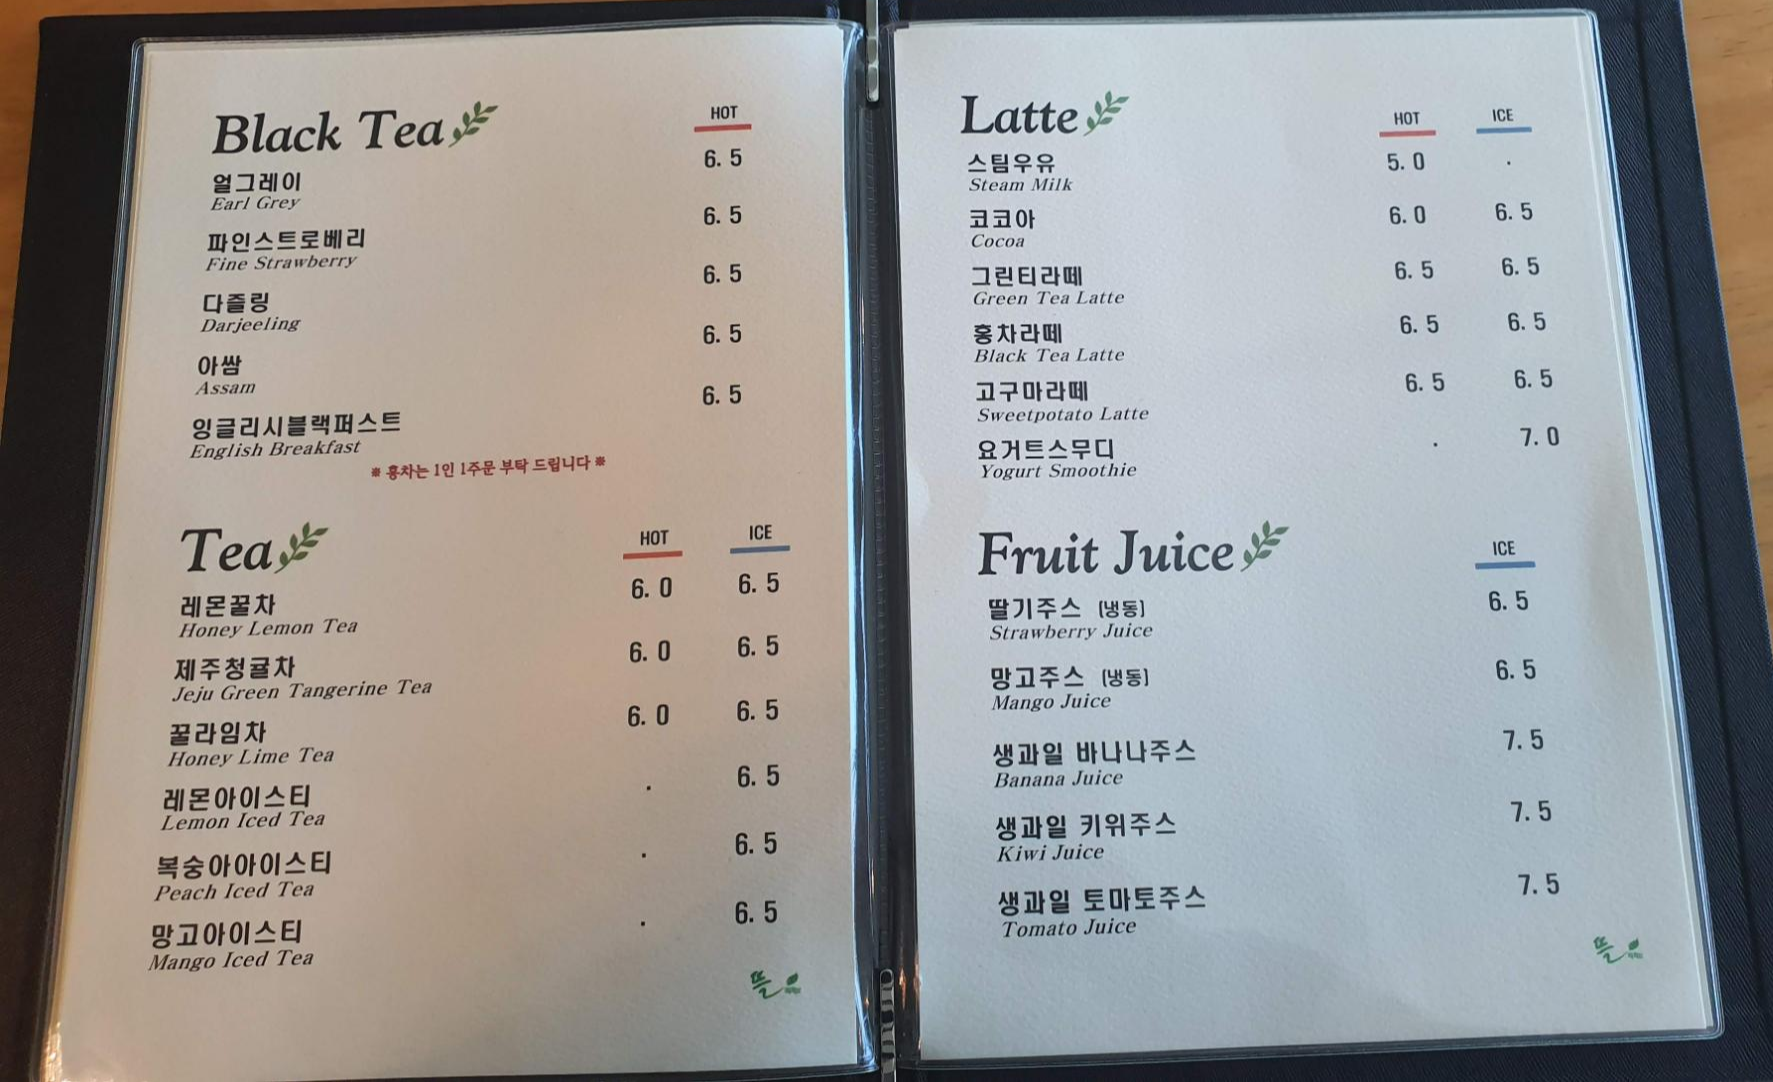 Black Tea
HOT
얼그레이 6. 5
Earl Grey
파인스트로베리 6. 5
Fine Strawberry
다즐링 6. 5
Darjeeling
아쌈 6. 5
Assam
잉글리시블랙퍼스트 6. 5
English Breakfast
※ 홍차는 1인 1주문 부탁 드립니다 ※
Tea
HOT ICE
레몬꿀차 6. 0 6. 5
Honey Lemon Tea
제주청귤차 6. 0 6. 5
Jeju Green Tangerine Tea
꿀라임차 6. 0 6. 5
Honey Lime Tea
레몬아이스티 . 6. 5
Lemon Iced Tea
복숭아아이스티 . 6. 5
Peach Iced Tea
망고아이스티 . 6. 5
Mango Iced Tea
뜰
Latte
HOT ICE
스팀우유 5. 0 .
Steam Milk
코코아 6. 0 6. 5
Cocoa
그린티라떼 6. 5 6. 5
Green Tea Latte
홍차라떼 6. 5 6. 5
Black Tea Latte
고구마라떼 6. 5 6. 5
Sweetpotato Latte
요거트스무디 . 7. 0
Yogurt Smoothie
Fruit Juice
ICE
딸기주스 [냉동] 6. 5
Strawberry Juice
망고주스 [냉동] 6. 5
Mango Juice
생과일 바나나주스 7. 5
Banana Juice
생과일 키위주스 7. 5
Kiwi Juice
생과일 토마토주스 7. 5
Tomato Juice
뜰